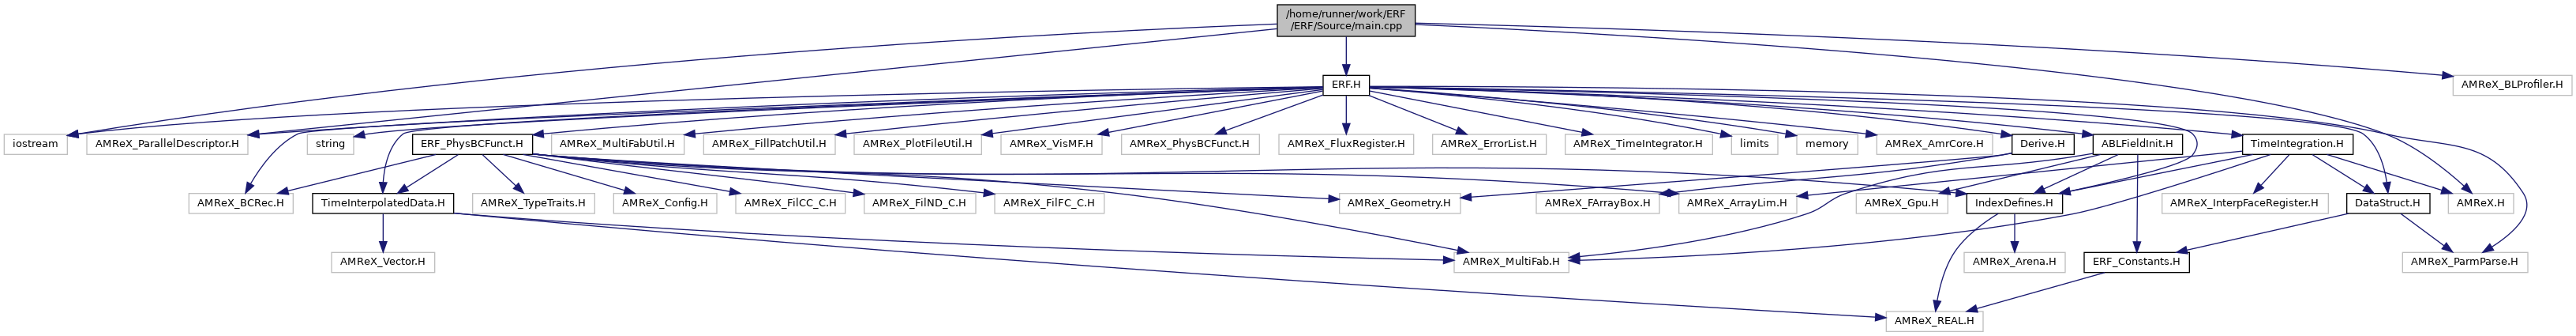 /home/runner/work/ERF
/ERF/Source/main.cpp
ERF.H
AMReX_BLProfiler.H
iostream
AMReX_ParallelDescriptor.H
string
ERF_PhysBCFunct.H
AMReX_MultiFabUtil.H
AMReX_FillPatchUtil.H
AMReX_PlotFileUtil.H
AMReX_VisMF.H
AMReX_PhysBCFunct.H
AMReX_FluxRegister.H
AMReX_ErrorList.H
AMReX_TimeIntegrator.H
limits
memory
AMReX_AmrCore.H
Derive.H
ABLFieldInit.H
TimeIntegration.H
AMReX_BCRec.H
TimeInterpolatedData.H
AMReX_TypeTraits.H
AMReX_Config.H
AMReX_FilCC_C.H
AMReX_FilND_C.H
AMReX_FilFC_C.H
AMReX_Geometry.H
AMReX_FArrayBox.H
AMReX_ArrayLim.H
AMReX_Gpu.H
IndexDefines.H
AMReX_InterpFaceRegister.H
DataStruct.H
AMReX.H
AMReX_Vector.H
AMReX_MultiFab.H
AMReX_Arena.H
ERF_Constants.H
AMReX_ParmParse.H
AMReX_REAL.H